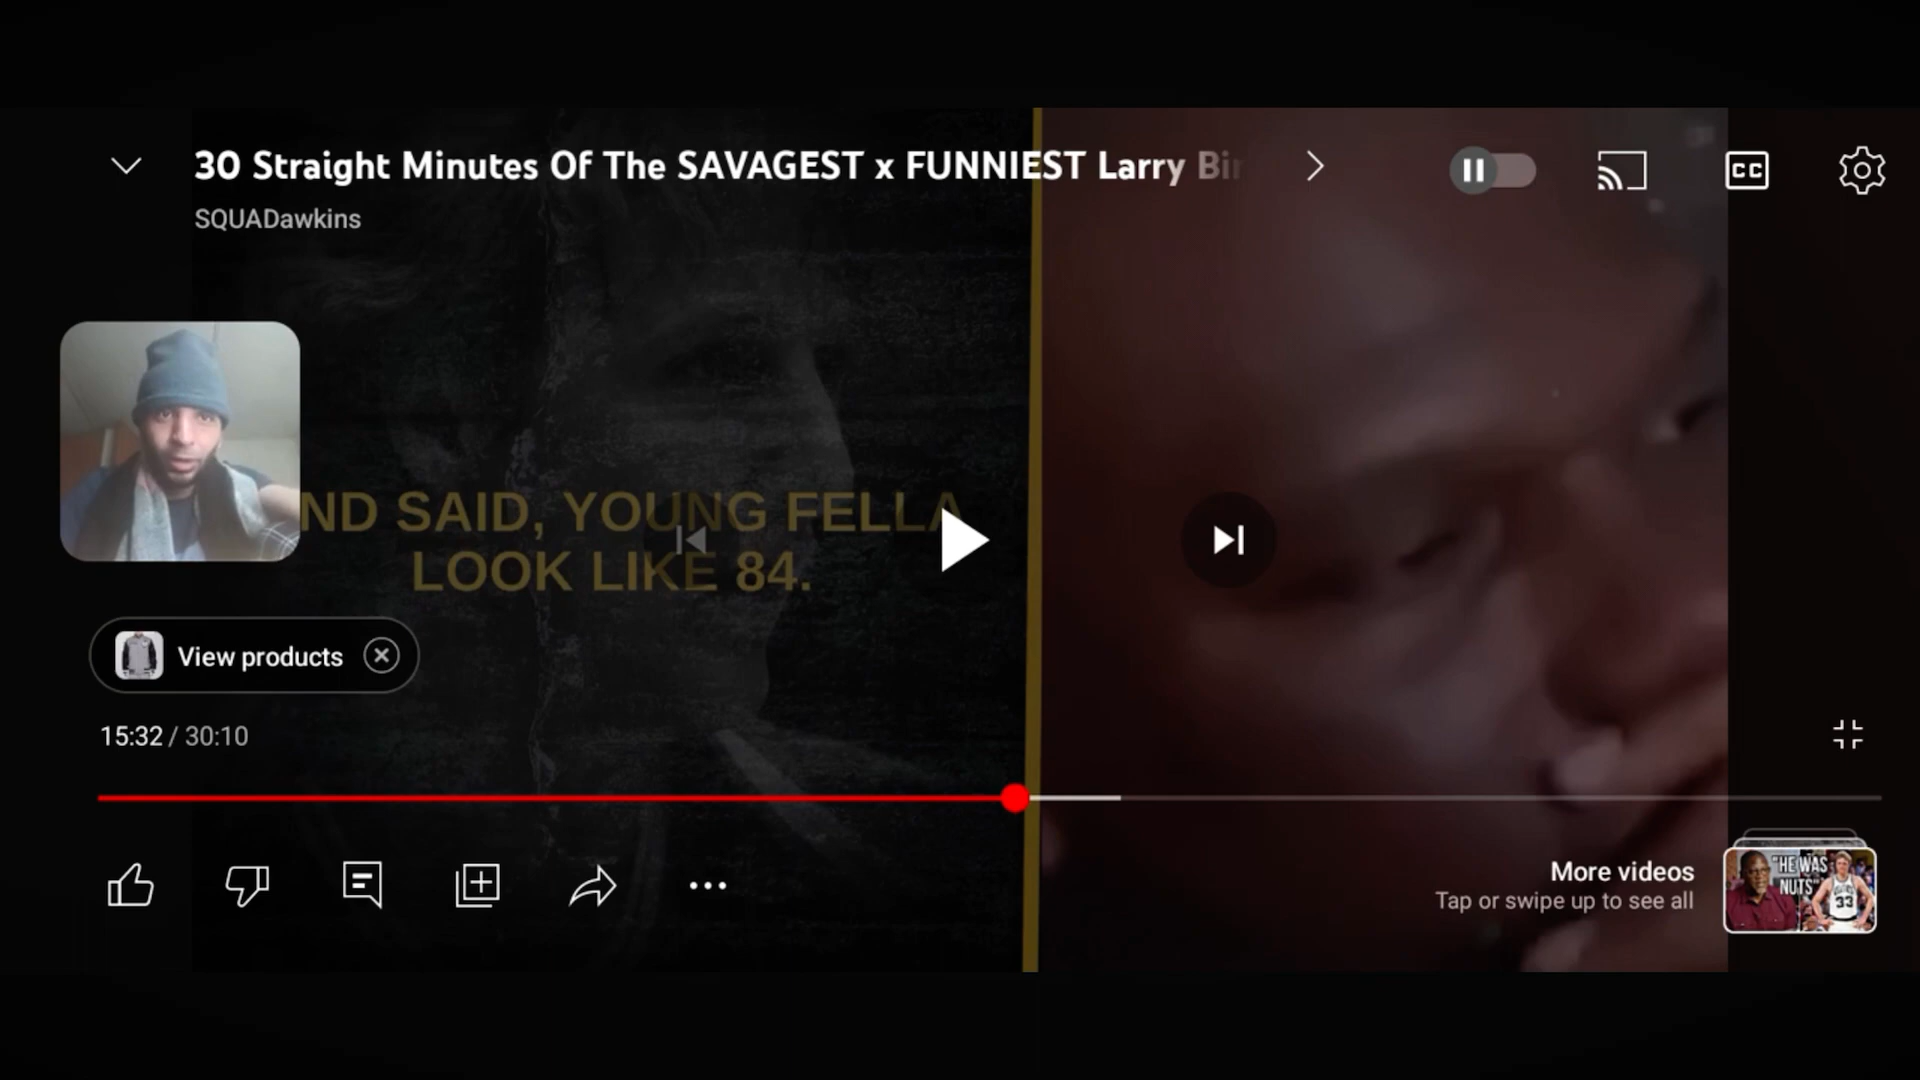 30 Straight Minutes Of The SAVAGEST x FUNNIEST Larry
SQUADawkins
CC
ND SAID, YOUNG FELLA
LOOK LIKE 84.
View products
15:32 / 30:10
More videos
Tap or swipe up to see all
"HE WAS
NUTS"
33